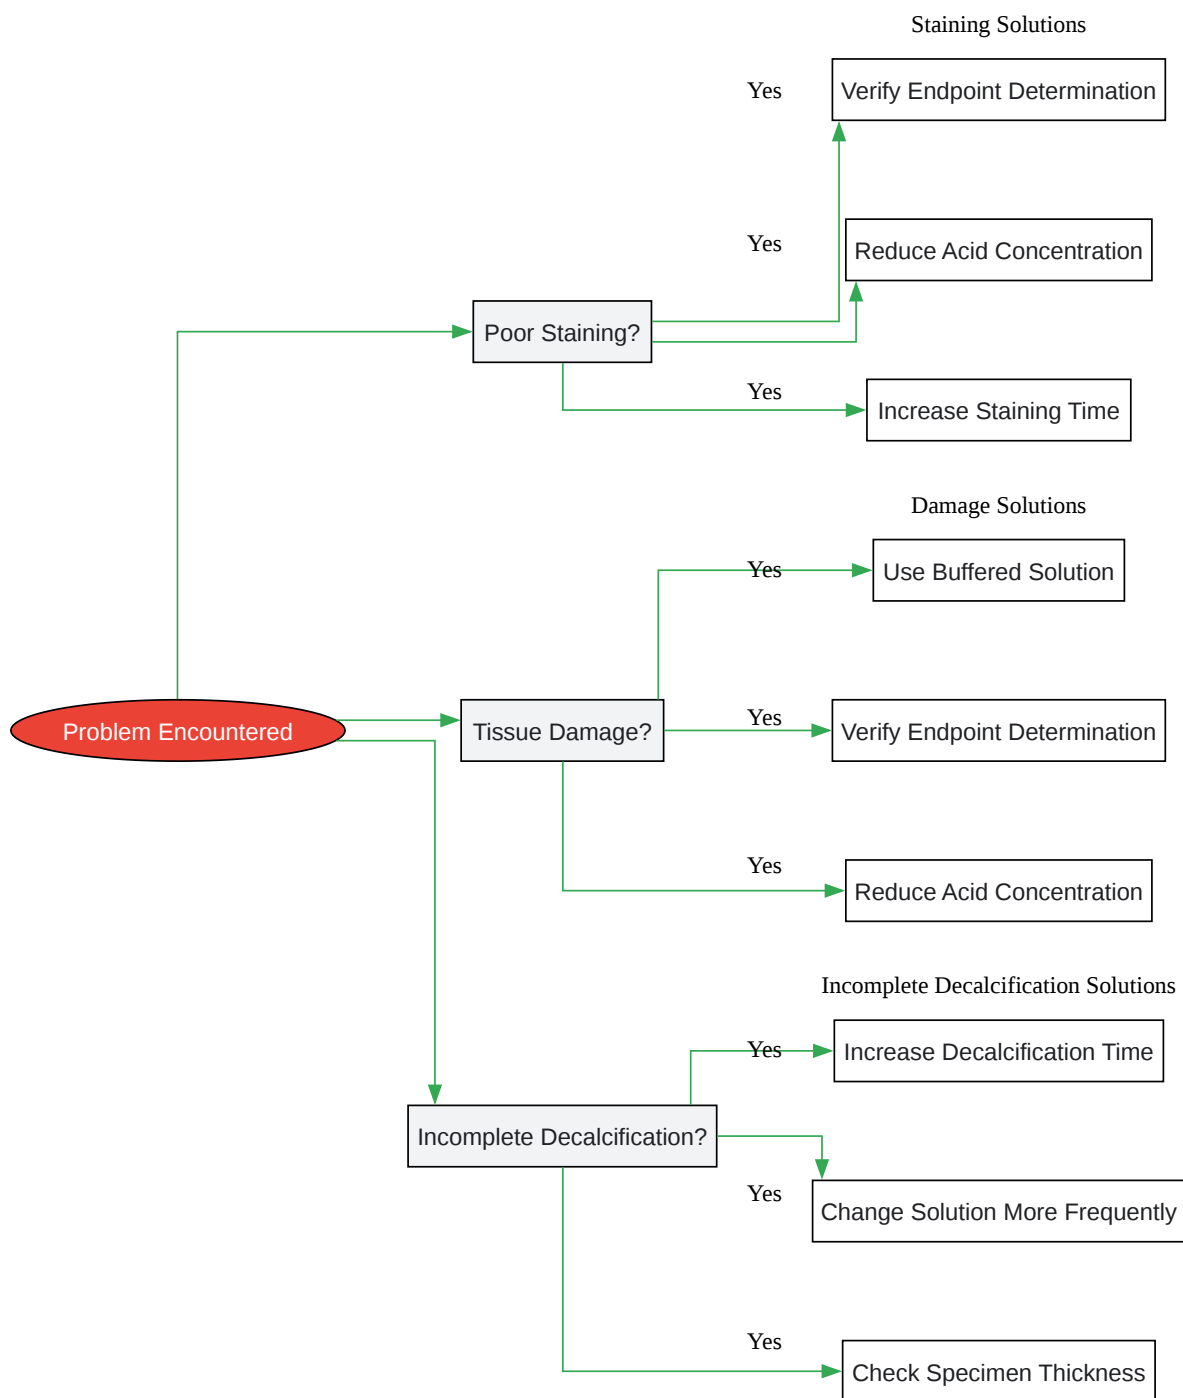 Staining Solutions
Yes
Verify Endpoint Determination
Yes
Reduce Acid Concentration
Poor Staining?
Yes
Increase Staining Time
Damage Solutions
Yes
Use Buffered Solution
Problem Encountered
Tissue Damage?
Yes
Verify Endpoint Determination
Yes
Reduce Acid Concentration
Incomplete Decalcification Solutions
Yes
Increase Decalcification Time
Incomplete Decalcification?
Yes
Change Solution More Frequently
Yes
Check Specimen Thickness